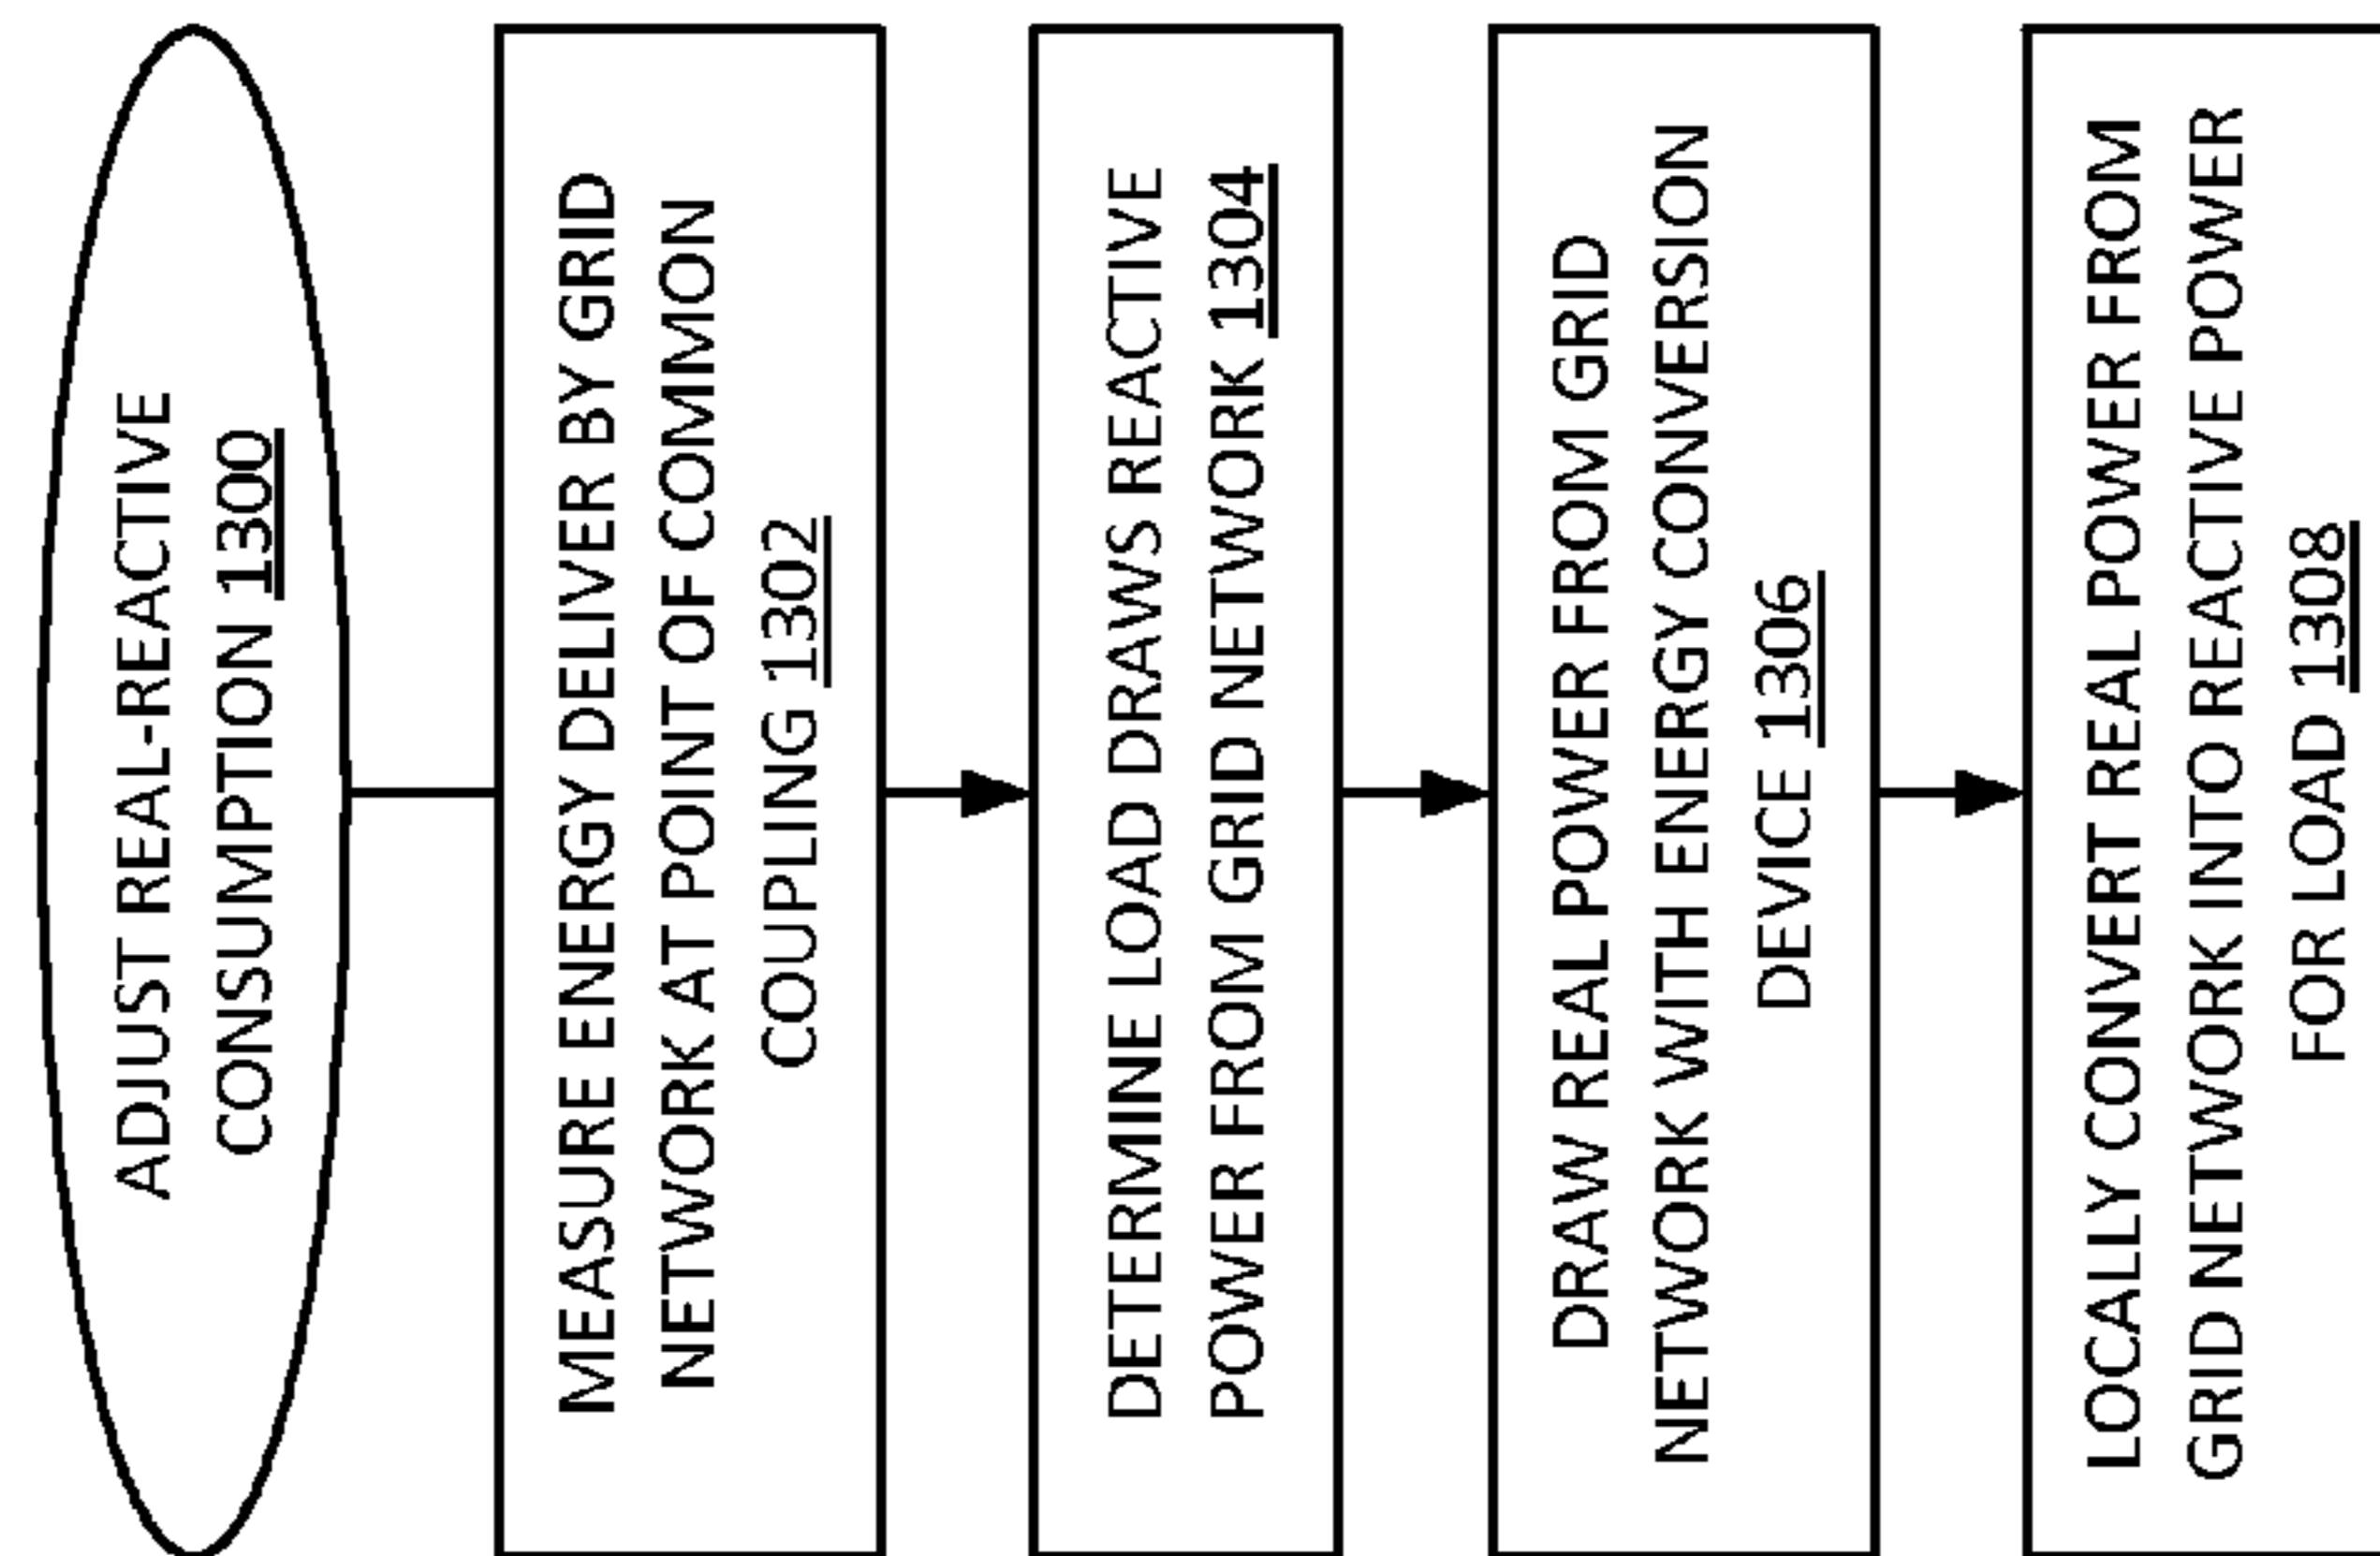 ADJUST REAL-REACTIVE
CONSUMPTION 1300
MEASURE ENERGY DELIVER BY GRID
NETWORK AT POINT OF COMMON
COUPLING 1302
DETERMINE LOAD DRAWS REACTIVE
POWER FROM GRID NETWORK 1304
DRAW REAL POWER FROM GRID
NETWORK WITH ENERGY CONVERSION
DEVICE 1306
LOCALLY CONVERT REAL POWER FROM
GRID NETWORK INTO REACTIVE POWER
FOR LOAD 1308